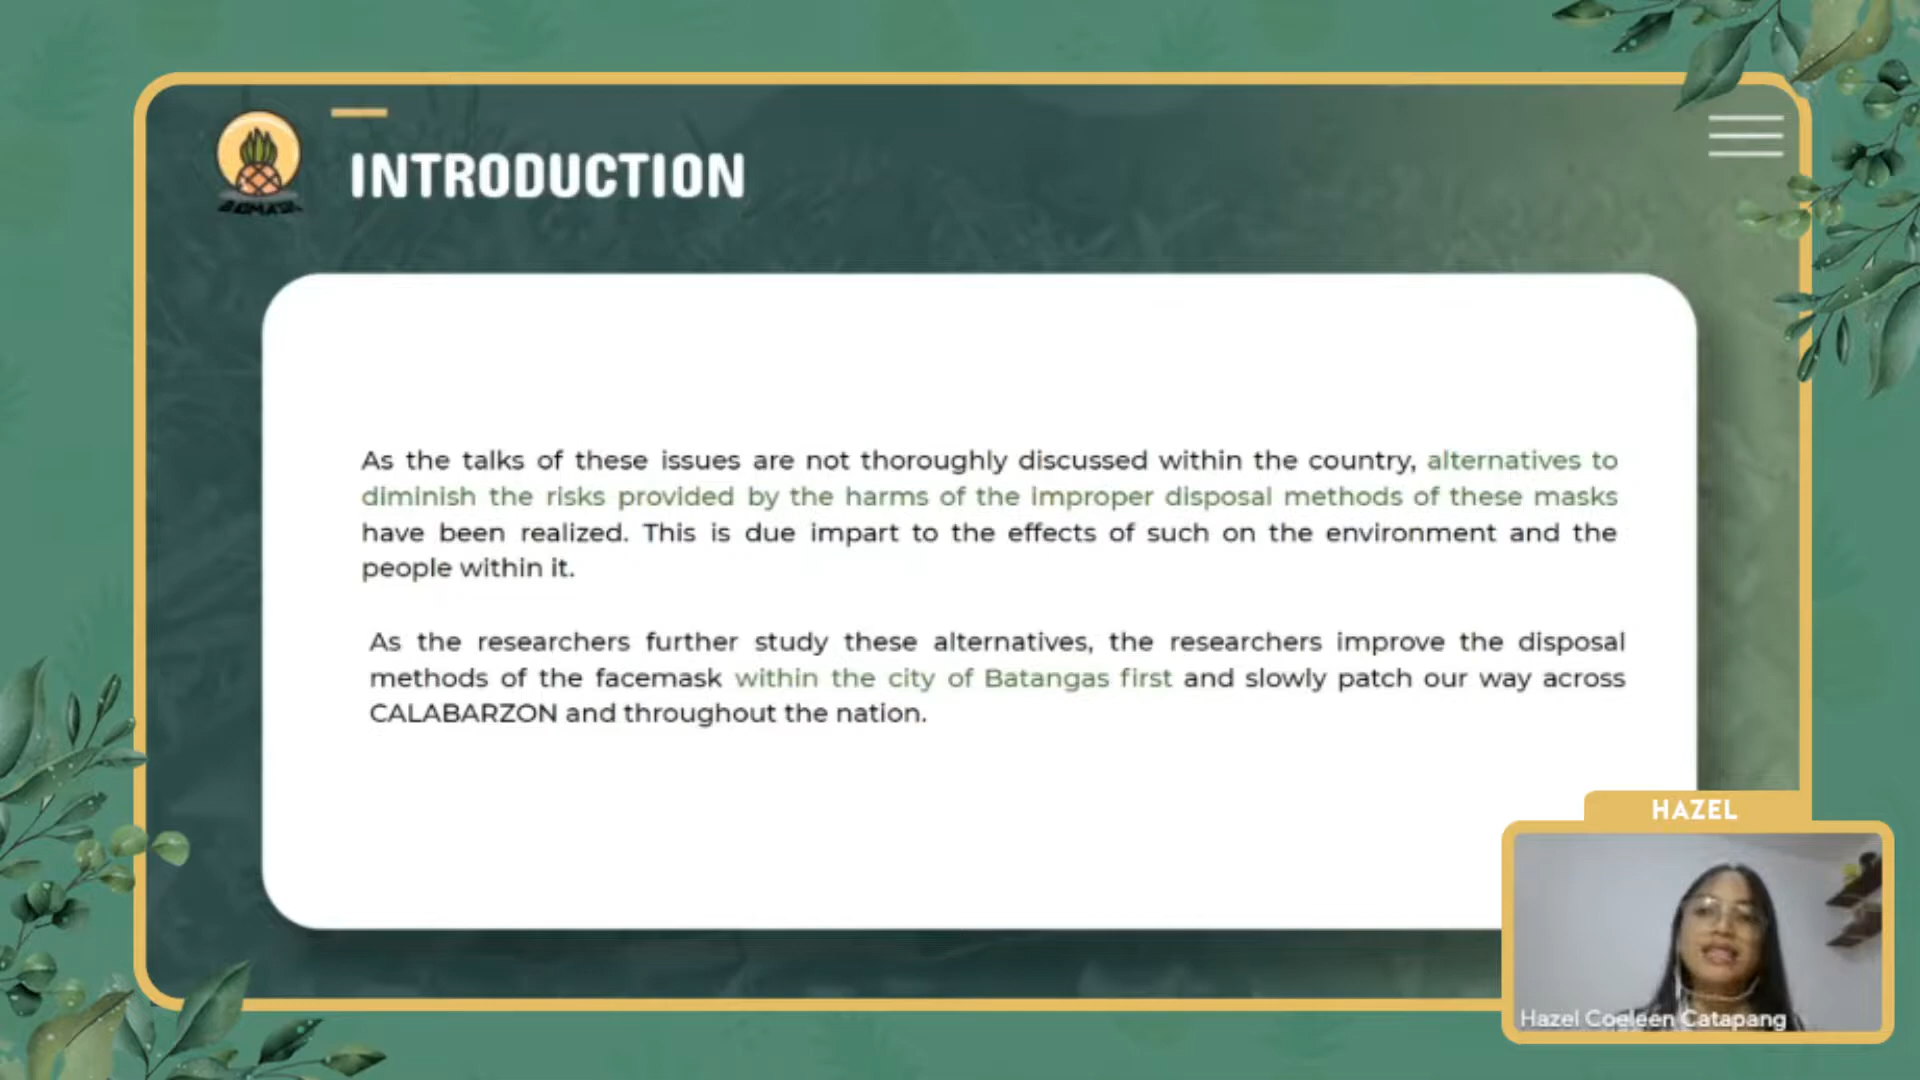 INTRODUCTION
As the talks of these issues are not thoroughly discussed within the country, alternatives to
diminish the risks provided by the harms of the improper disposal methods of these masks
have been realized. This is due impart to the effects of such on the environment and the
people within it.
As the researchers further study these alternatives, the researchers improve the disposal
methods of the facemask within the city of Batangas first and slowly patch our way across
CALABARZON and throughout the nation.
HAZEL
Hazel Coeleen Catapang